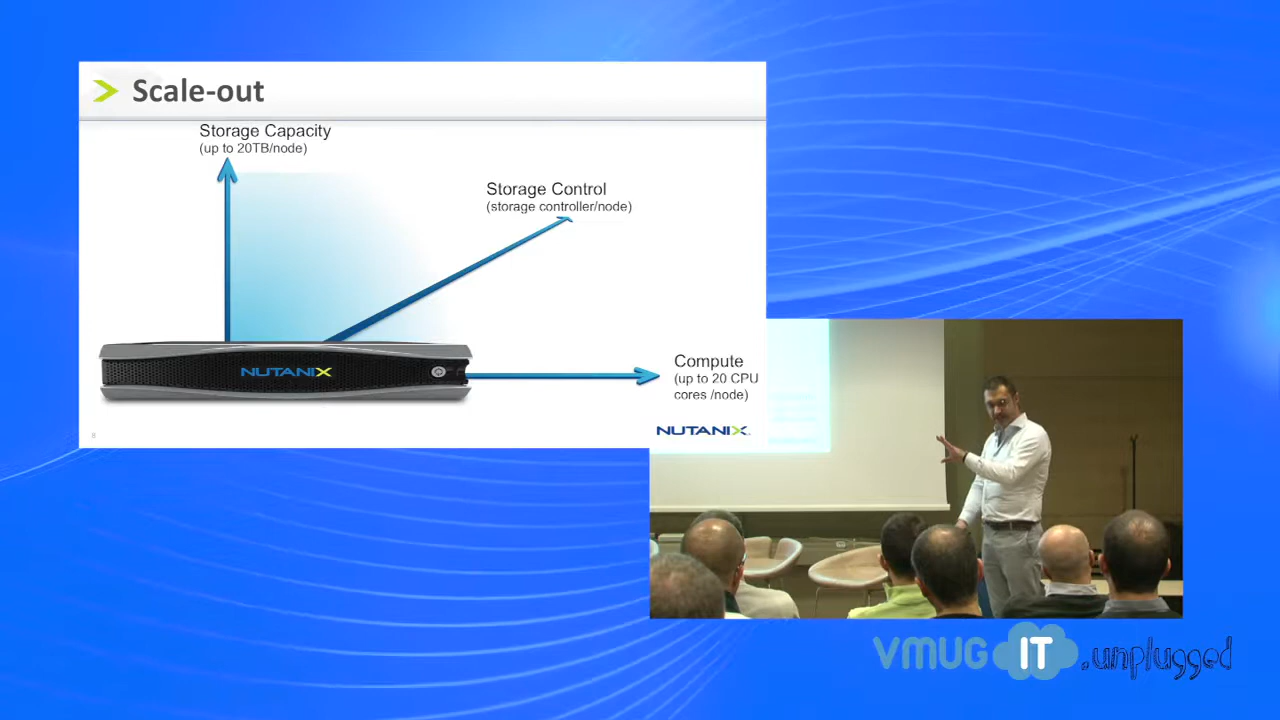 Scale-out
Storage Capacity
(up to 20TB/node)
Storage Control
(storage controller/node)
NUTANIX
Compute
(up to 20 CPU
cores /node)
NUTANIX
8
VMUG IT .unplugged